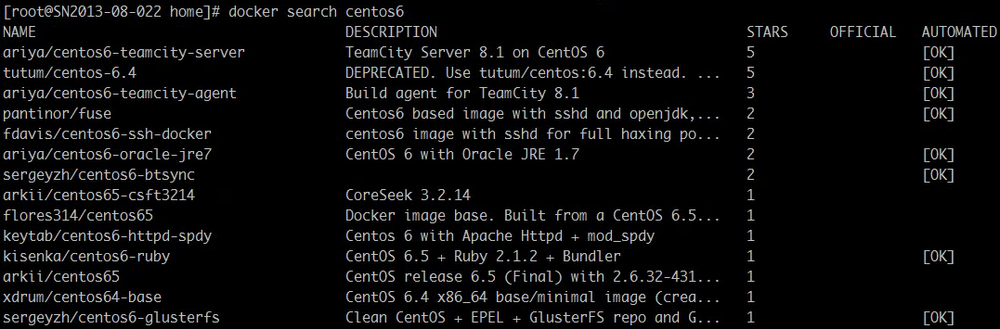 [root@SN2013-08-022 home]# docker search centos6
NAME DESCRIPTION STARS OFFICIAL AUTOMATED
ariya/centos6-teamcity-server TeamCity Server 8.1 on CentOS 6 5 [OK]
tutum/centos-6.4 DEPRECATED. Use tutum/centos:6.4 instead. ... 5 [OK]
ariya/centos6-teamcity-agent Build agent for TeamCity 8.1 3 [OK]
pantinor/fuse Centos6 based image with sshd and openjdk,... 2 [OK]
fdavis/centos6-ssh-docker centos6 image with sshd for full haxing po... 2
ariya/centos6-oracle-jre7 CentOS 6 with Oracle JRE 1.7 2 [OK]
sergeyzh/centos6-btsync 2 [OK]
arkii/centos65-csft3214 CoreSeek 3.2.14 1
flores314/centos65 Docker image base. Built from a CentOS 6.5... 1
keytab/centos6-httpd-spdy Centos 6 with Apache Httpd + mod_spdy 1
kisenka/centos6-ruby CentOS 6.5 + Ruby 2.1.2 + Bundler 1 [OK]
arkii/centos65 CentOS release 6.5 (Final) with 2.6.32-431... 1
xdrum/centos64-base CentOS 6.4 x86_64 base/minimal image (crea... 1
sergeyzh/centos6-glusterfs Clean CentOS + EPEL + GlusterFS repo and G... 1 [OK]